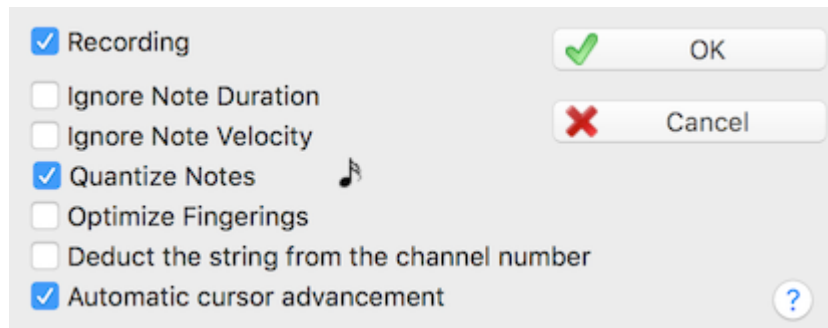 Recording
OK
Ignore Note Duration
Ignore Note Velocity
Cancel
Quantize Notes
Optimize Fingerings
Deduct the string from the channel number
Automatic cursor advancement
?